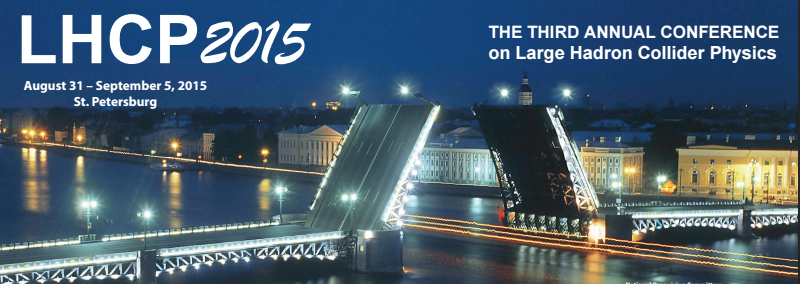 LHCP2015
August 31 – September 5, 2015
St. Petersburg
THE THIRD ANNUAL CONFERENCE
on Large Hadron Collider Physics